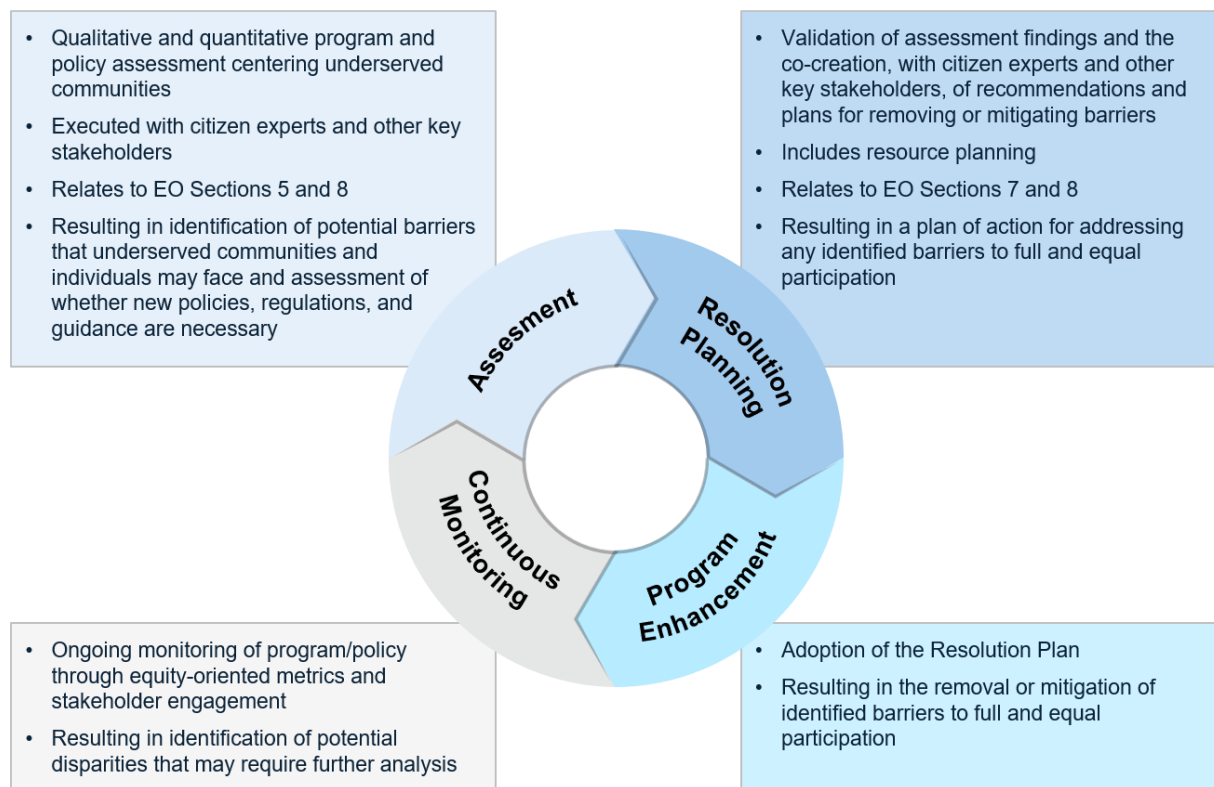 • Qualitative and quantitative program and
policy assessment centering underserved
communities
• Executed with citizen experts and other key
stakeholders
• Relates to EO Sections 5 and 8
• Resulting in identification of potential barriers
that underserved communities and
individuals may face and assessment of
whether new policies, regulations, and
guidance are necessary
• Validation of assessment findings and the
co-creation, with citizen experts and other
key stakeholders, of recommendations and
plans for removing or mitigating barriers
• Includes resource planning
• Relates to EO Sections 7 and 8
• Resulting in a plan of action for addressing
any identified barriers to full and equal
participation
Assesment
Resolution
Planning
Continuous
Monitoring
Program
Enhancement
• Ongoing monitoring of program/policy
through equity-oriented metrics and
stakeholder engagement
• Resulting in identification of potential
disparities that may require further analysis
• Adoption of the Resolution Plan
• Resulting in the removal or mitigation of
identified barriers to full and equal
participation